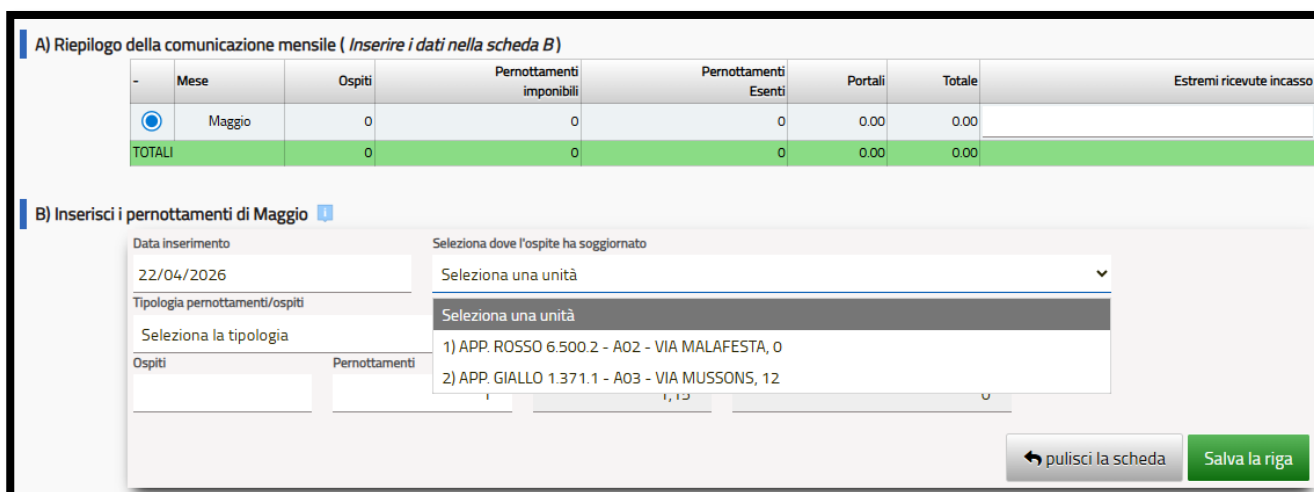 A) Riepilogo della comunicazione mensile ( Inserire i dati nella scheda B )
- Mese Ospiti Pernottamenti imponibili Pernottamenti Esenti Portali Totale Estremi ricevute incasso
Maggio 0 0 0 0.00 0.00
TOTALI 0 0 0 0.00 0.00
B) Inserisci i pernottamenti di Maggio i
Data inserimento Seleziona dove l'ospite ha soggiornato
22/04/2026 Seleziona una unità
Tipologia pernottamenti/ospiti
Seleziona una unità
Seleziona la tipologia
1) APP. ROSSO 6.500.2 - A02 - VIA MALAFESTA, 0
Ospiti Pernottamenti
2) APP. GIALLO 1.371.1 - A03 - VIA MUSSONS, 12
1 1,15 0
pulisci la scheda Salva la riga